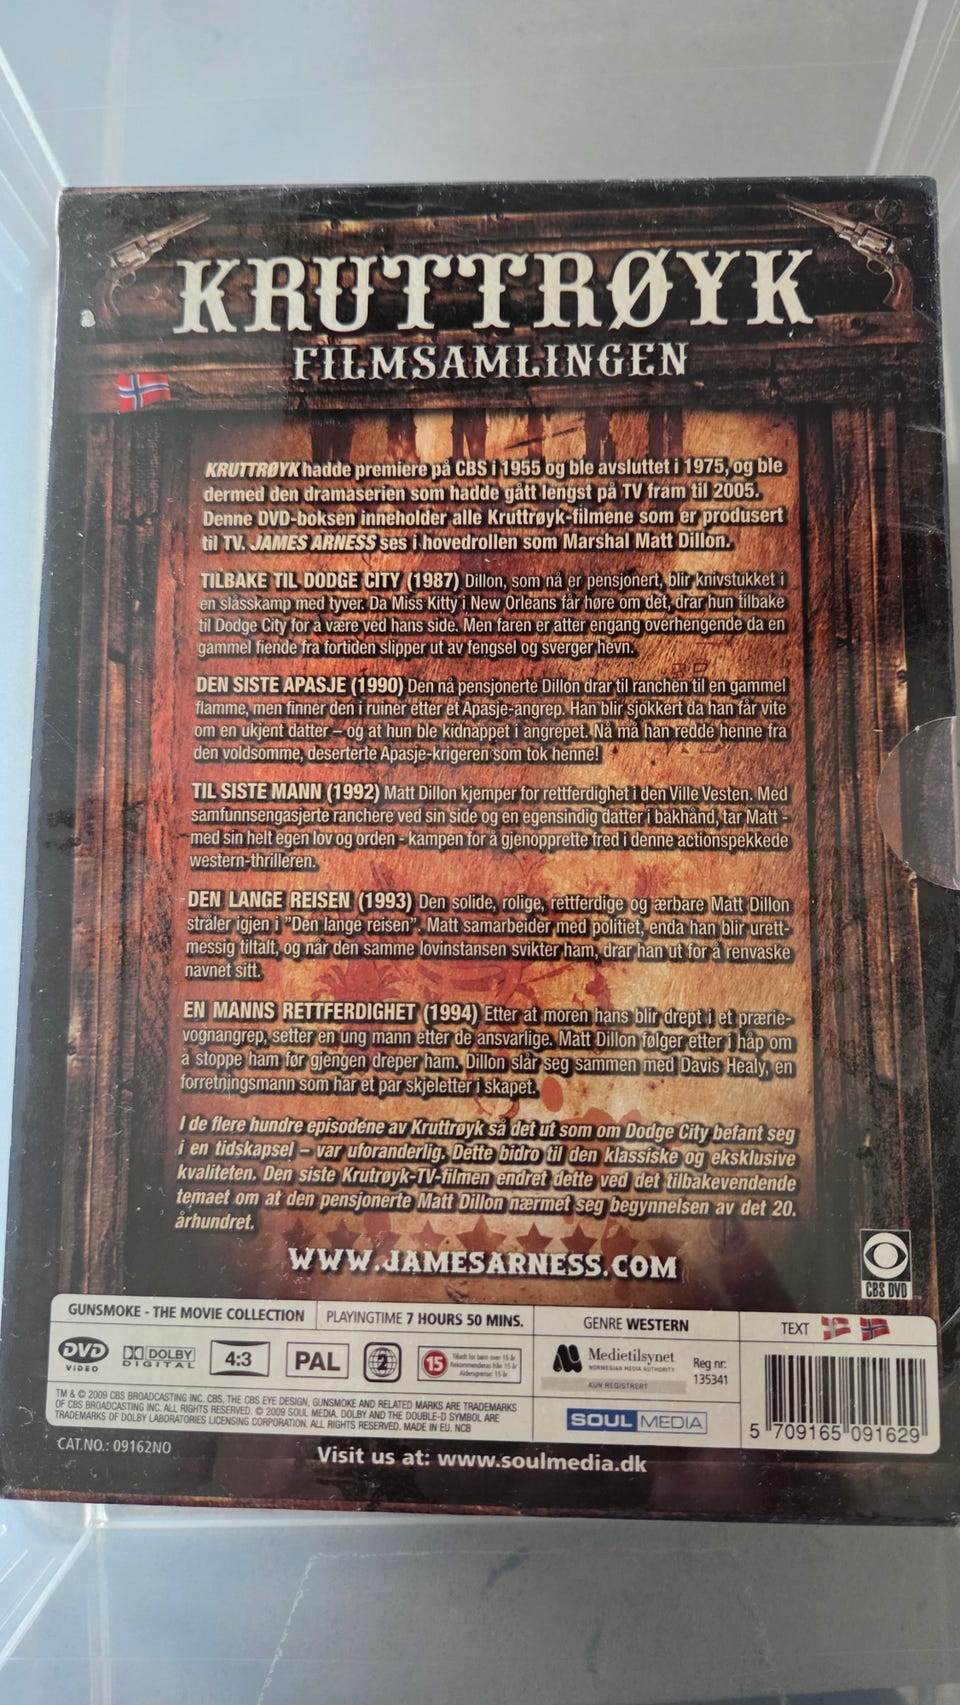 KRUTTRØYK
FILMSAMLINGEN
KRUTTRØYK hadde premiere på CBS i 1955 og ble avsluttet i 1975, og ble
dermed den dramaserien som hadde gått lengst på TV fram til 2005.
Denne DVD-boksen inneholder alle Kruttrøyk-filmene som er produsert
til TV. JAMES ARNESS ses i hovedrollen som Marshal Matt Dillon.
TILBAKE TIL DODGE CITY (1987) Dillon, som nå er pensjonert, blir knivstukket i
en slåsskamp med tyver. Da Miss Kitty i New Orleans får høre om det, drar hun tilbake
til Dodge City for å være ved hans side. Men faren er atter engang overhengende da en
gammel fiende fra fortiden slipper ut av fengsel og sverger hevn.
DEN SISTE APASJE (1990) Den nå pensjonerte Dillon drar til ranchen til en gammel
flamme, men finner den i ruiner etter et Apasje-angrep. Han blir sjokkert da han får vite
om en ukjent datter – og at hun ble kidnappet i angrepet. Nå må han redde henne fra
den voldsomme, deserterte Apasje-krigeren som tok henne!
TIL SISTE MANN (1992) Matt Dillon kjemper for rettferdighet i den Ville Vesten. Med
samfunnsengasjerte ranchere ved sin side og en egensindig datter i bakhånd, tar Matt -
med sin helt egen lov og orden - kampen for å gjenopprette fred i denne actionspekkede
western-thrilleren.
DEN LANGE REISEN (1993) Den solide, rolige, rettferdige og ærbare Matt Dillon
stråler igjen i "Den lange reisen". Matt samarbeider med politiet, enda han blir urett-
messig tiltalt, og når den samme lovinstansen svikter ham, drar han ut for å renvaske
navnet sitt.
EN MANNS RETTFERDIGHET (1994) Etter at moren hans blir drept i et prærie-
vognangrep, setter en ung mann etter de ansvarlige. Matt Dillon følger etter i håp om
å stoppe ham før gjengen dreper ham. Dillon slår seg sammen med Davis Healy, en
forretningsmann som har et par skjeletter i skapet.
I de flere hundre episodene av Kruttrøyk så det ut som om Dodge City befant seg
i en tidskapsel – var uforanderlig. Dette bidro til den klassiske og eksklusive
kvaliteten. Den siste Krutrøyk-TV-filmen endret dette ved det tilbakevendende
temaet om at den pensjonerte Matt Dillon nærmet seg begynnelsen av det 20.
århundret.
WWW.JAMESARNESS.COM
CBS DVD
GUNSMOKE - THE MOVIE COLLECTION
PLAYINGTIME 7 HOURS 50 MINS.
GENRE WESTERN
TEXT
DVD VIDEO
DOLBY DIGITAL
4:3
PAL
2
15
Tillatt for barn over 15 år
Rekommenderas från 15 år
Aldersgrense: 15 år
Medietilsynet
NORWEGIAN MEDIA AUTHORITY
KUN REGISTRERT
Reg nr:
135341
TM & © 2009 CBS BROADCASTING INC. CBS, THE CBS EYE DESIGN, GUNSMOKE AND RELATED MARKS ARE TRADEMARKS
OF CBS BROADCASTING INC. ALL RIGHTS RESERVED. © 2009 SOUL MEDIA. DOLBY AND THE DOUBLE-D SYMBOL ARE
TRADEMARKS OF DOLBY LABORATORIES LICENSING CORPORATION. ALL RIGHTS RESERVED. MADE IN EU. NCB
SOUL MEDIA
5 709165 091629
CAT.NO.: 09162NO
Visit us at: www.soulmedia.dk